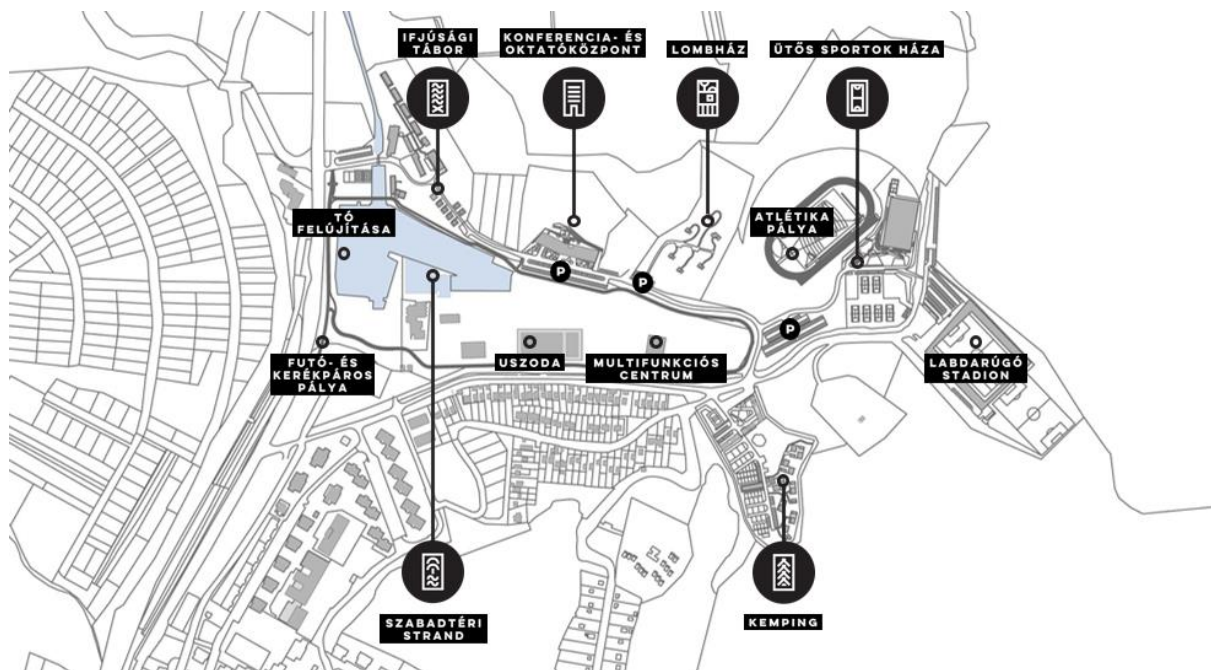 IFJÚSÁGI
TÁBOR
KONFERENCIA- ÉS
OKTATÓKÖZPONT
LOMBHÁZ
ÜTŐS SPORTOK HÁZA
TÓ
FELÚJÍTÁSA
ATLÉTIKA
PÁLYA
P
P
P
FUTÓ- ÉS
KERÉKPÁROS
PÁLYA
USZODA
MULTIFUNKCIÓS
CENTRUM
LABDARÚGÓ
STADION
SZABADTÉRI
STRAND
KEMPING